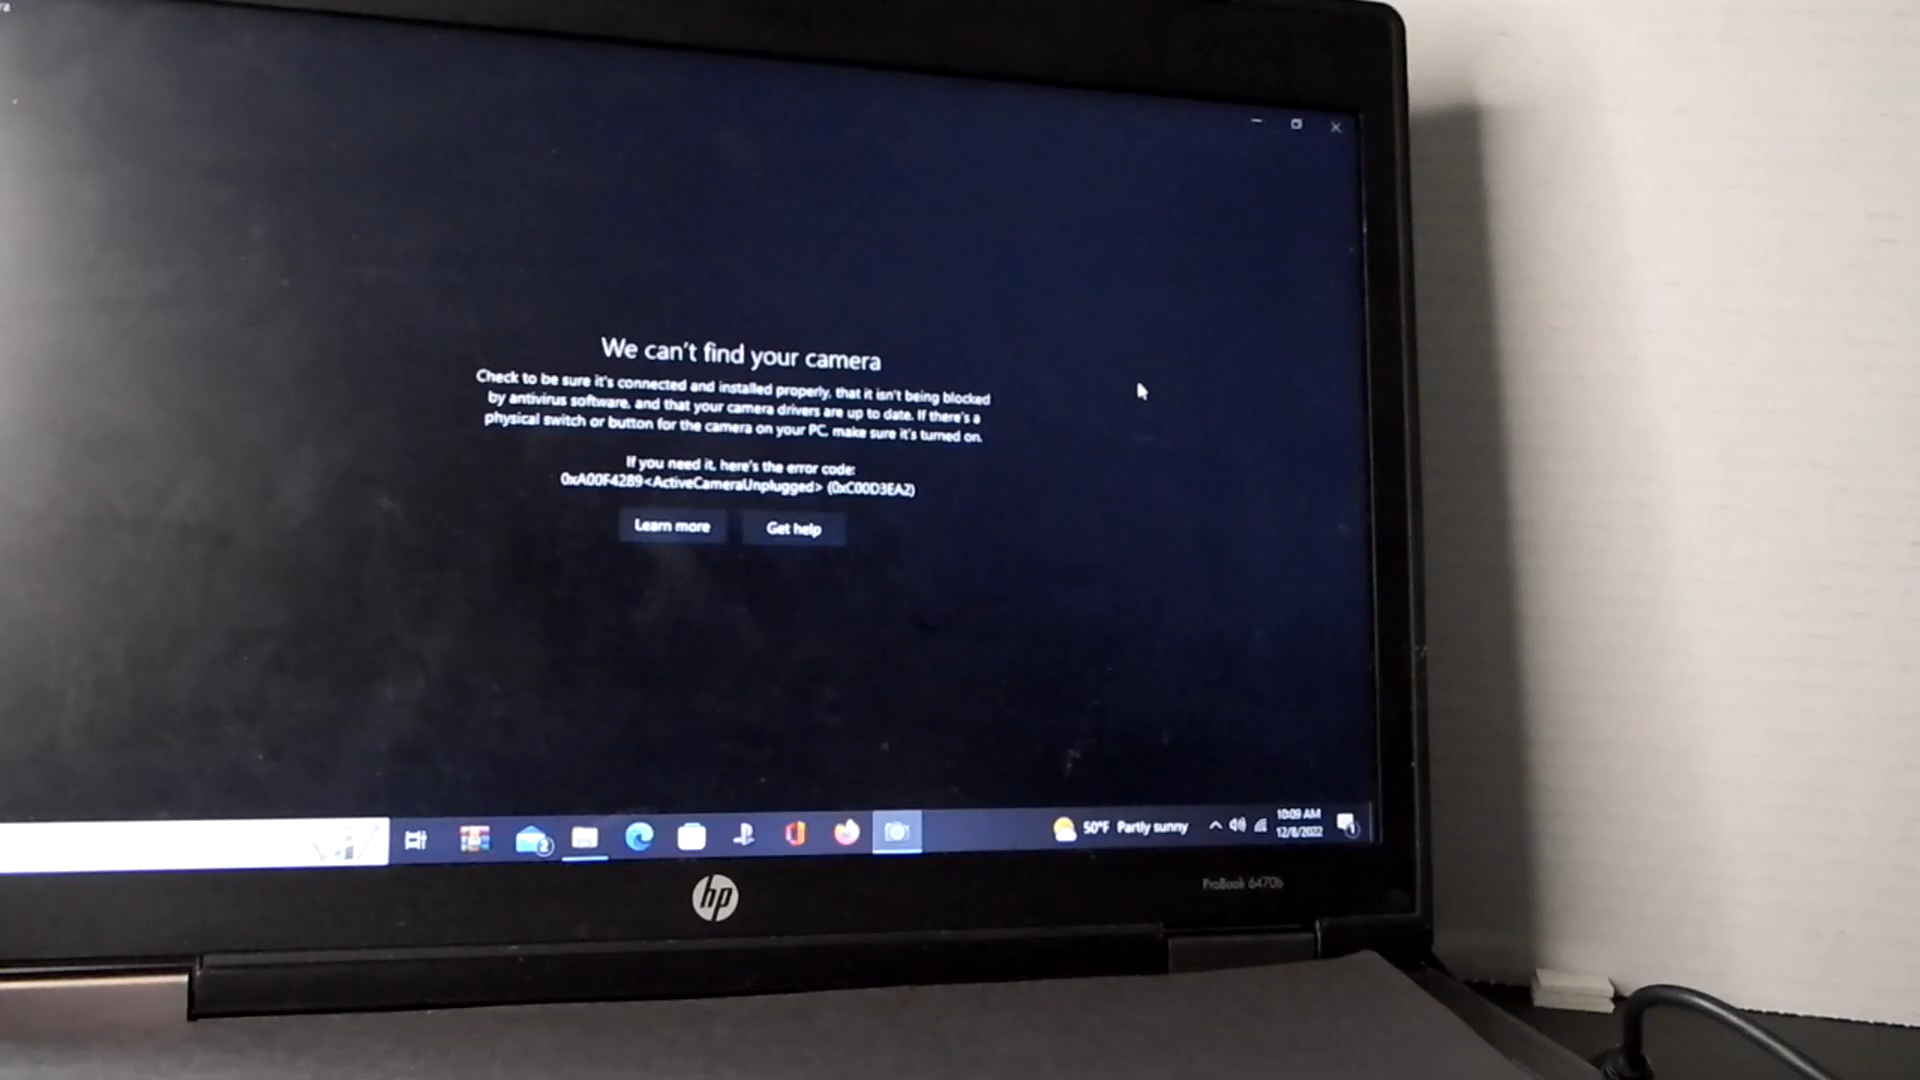 ra
We can't find your camera
Check to be sure it's connected and installed properly, that it isn't being blocked
by antivirus software, and that your camera drivers are up to date. If there's a
physical switch or button for the camera on your PC, make sure it's turned on.
If you need it, here's the error code:
0xA00F4289<ActiveCameraUnplugged> (0xC00D3EA2)
Learn more
Get help
2
50°F Partly sunny
10:09 AM
12/8/2022
1
hp
ProBook 6470b